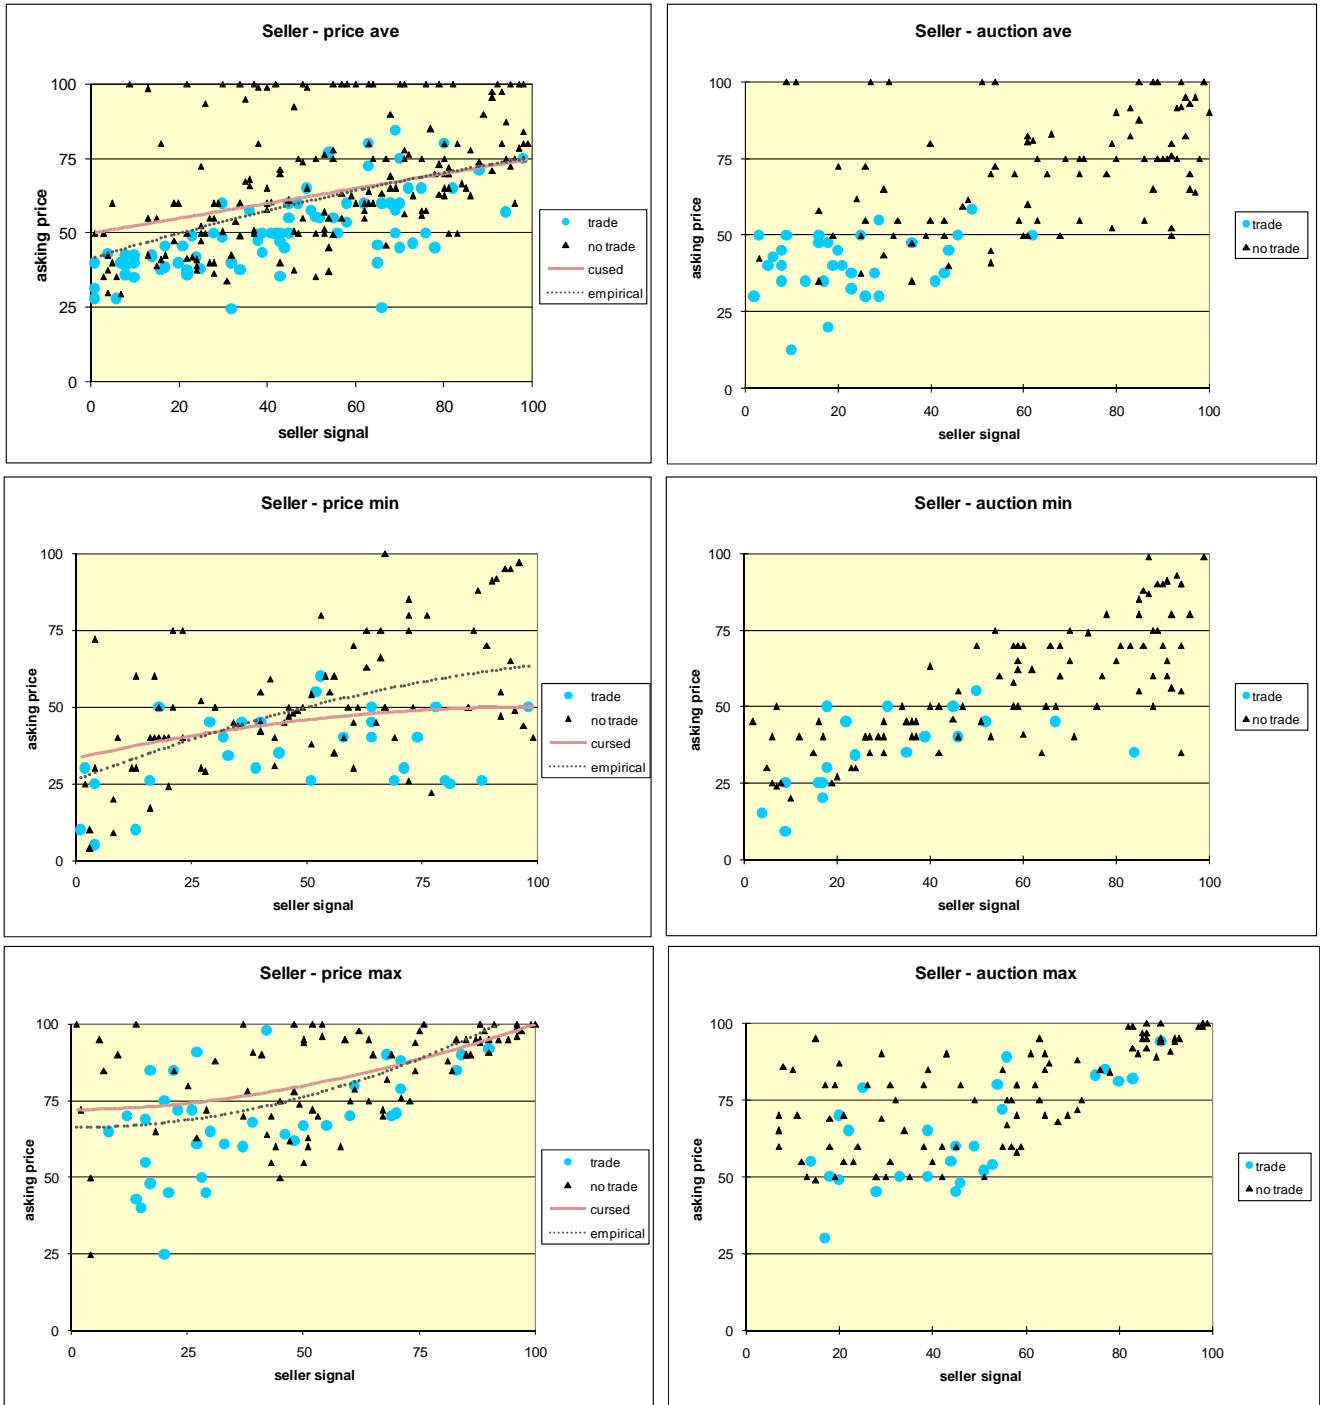 Seller - price ave
asking price
100
75
50
25
0
0 20 40 60 80 100
seller signal
trade
no trade
cused
empirical
Seller - auction ave
asking price
100
75
50
25
0
0 20 40 60 80 100
seller signal
trade
no trade
Seller - price min
asking price
100
75
50
25
0
0 25 50 75 100
seller signal
trade
no trade
cursed
empirical
Seller - auction min
asking price
100
75
50
25
0
0 20 40 60 80 100
seller signal
trade
no trade
Seller - price max
asking price
100
75
50
25
0
0 25 50 75 100
seller signal
trade
no trade
cursed
empirical
Seller - auction max
asking price
100
75
50
25
0
0 20 40 60 80 100
seller signal
trade
no trade